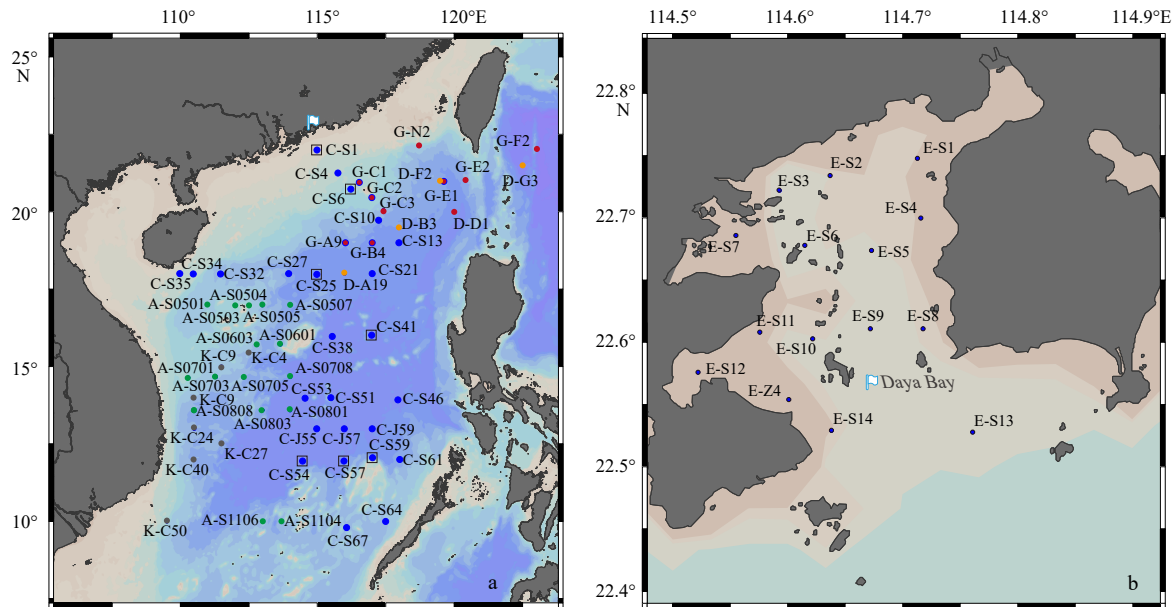 110°
115°
120°E
25°
N
20°
15°
10°
G-N2
G-F2
C-S1
C-S4
G-C1
D-F2
G-E2
C-S6
G-C2
G-E1
D-G3
G-C3
C-S10
D-B3
D-D1
C-S13
G-A9
G-B4
C-S34
C-S27
C-S35
C-S32
C-S25
C-S21
D-A19
A-S0501
A-S0504
A-S0507
A-S0503
A-S0505
A-S0603
A-S0601
C-S41
C-S38
K-C9
K-C4
A-S0701
A-S0708
A-S0703
A-S0705
C-S53
K-C9
C-S51
C-S46
A-S0808
A-S0803
A-S0801
K-C24
C-J55
C-J57
C-J59
K-C27
C-S59
K-C40
C-S54
C-S57
C-S61
C-S64
K-C50
A-S1106
A-S1104
C-S67
a
114.5°
114.6°
114.7°
114.8°
114.9°E
22.8°
N
22.7°
22.6°
22.5°
22.4°
E-S1
E-S2
E-S3
E-S4
E-S7
E-S6
E-S5
E-S11
E-S9
E-S8
E-S10
E-S12
Daya Bay
E-Z4
E-S14
E-S13
b